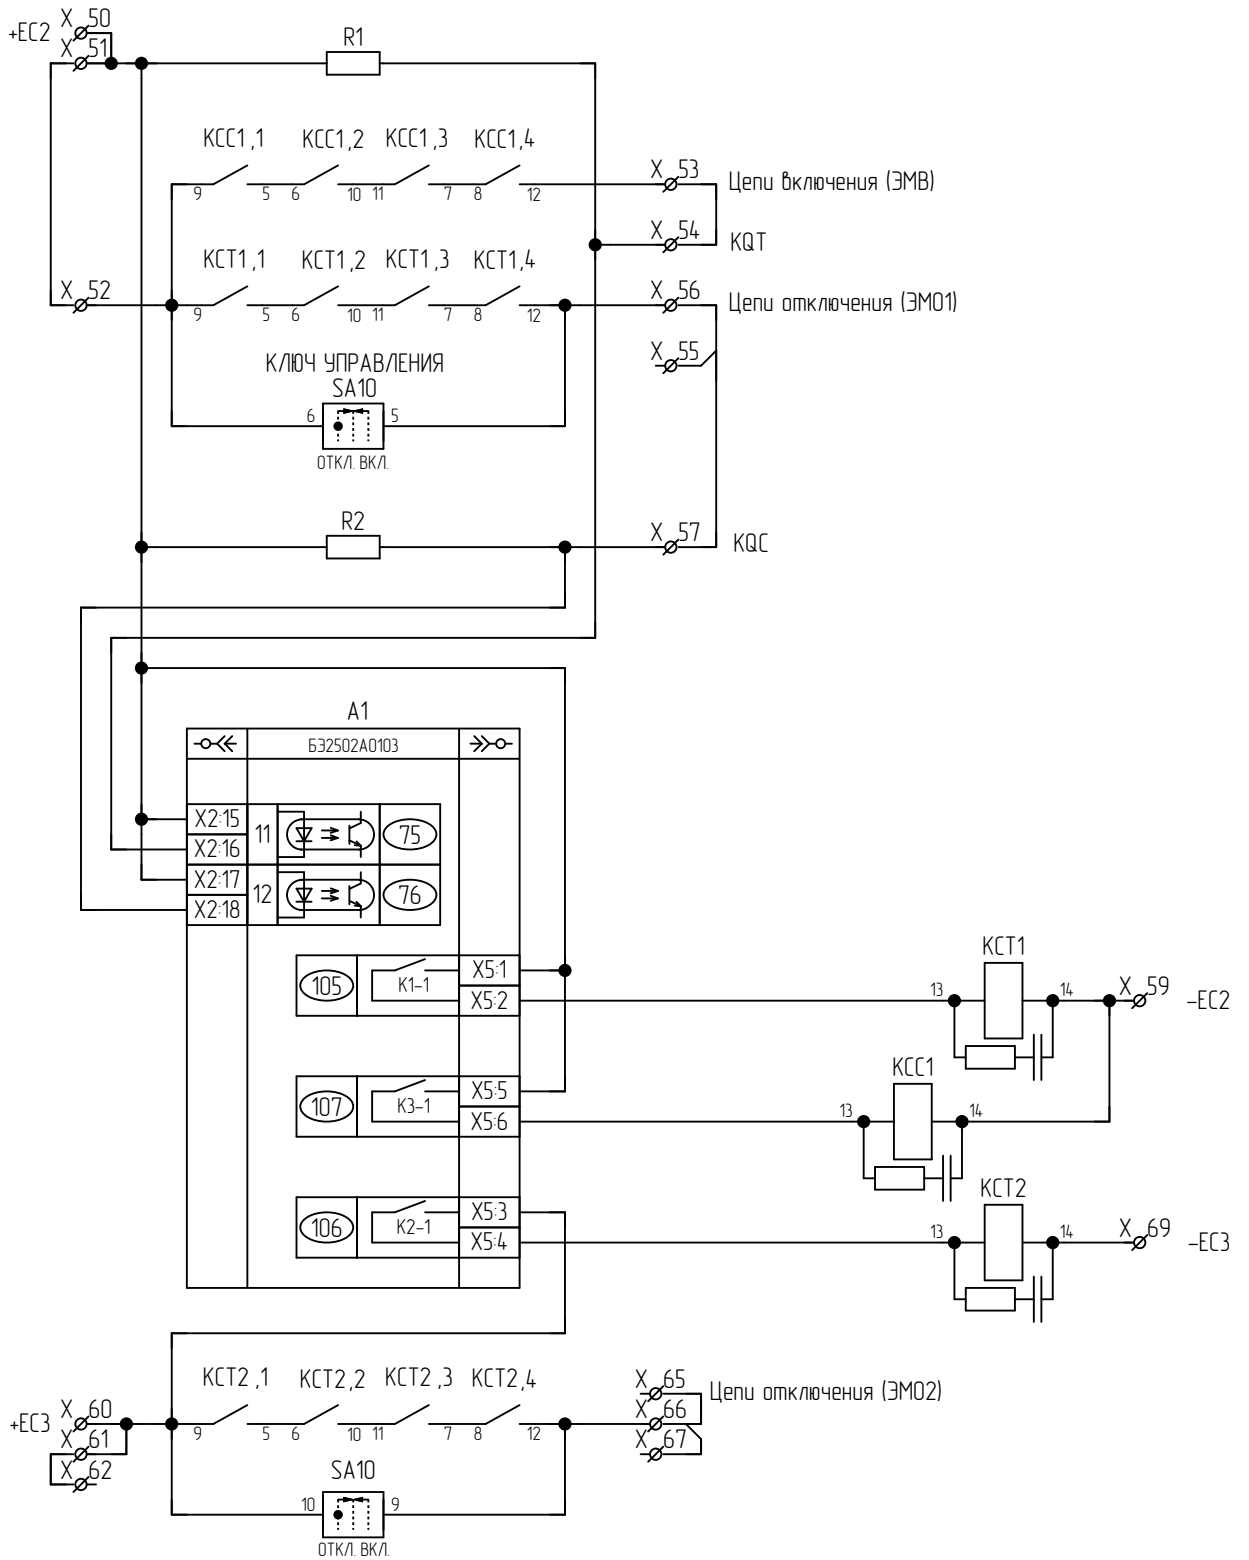 +EC2
X 50
X 51
R1
KCC1,1 KCC1,2 KCC1,3 KCC1,4
9 5 6 10 11 7 8 12
X 53
Цепи включения (ЭМВ)
X 54
KQT
KCT1,1 KCT1,2 KCT1,3 KCT1,4
X 52
9 5 6 10 11 7 8 12
X 56
Цепи отключения (ЭМО1)
X 55
КЛЮЧ УПРАВЛЕНИЯ
SA10
6 5
ОТКЛ. ВКЛ.
R2
X 57
KQC
A1
БЭ2502А0103
X2:15
X2:16
11
75
X2:17
X2:18
12
76
105
K1-1
X5:1
X5:2
KCT1
13 14
X 59
-EC2
107
K3-1
X5:5
X5:6
KCC1
13 14
106
K2-1
X5:3
X5:4
KCT2
13 14
X 69
-EC3
KCT2,1 KCT2,2 KCT2,3 KCT2,4
9 5 6 10 11 7 8 12
+EC3
X 60
X 61
X 62
X 65
X 66
X 67
Цепи отключения (ЭМО2)
SA10
10 9
ОТКЛ. ВКЛ.